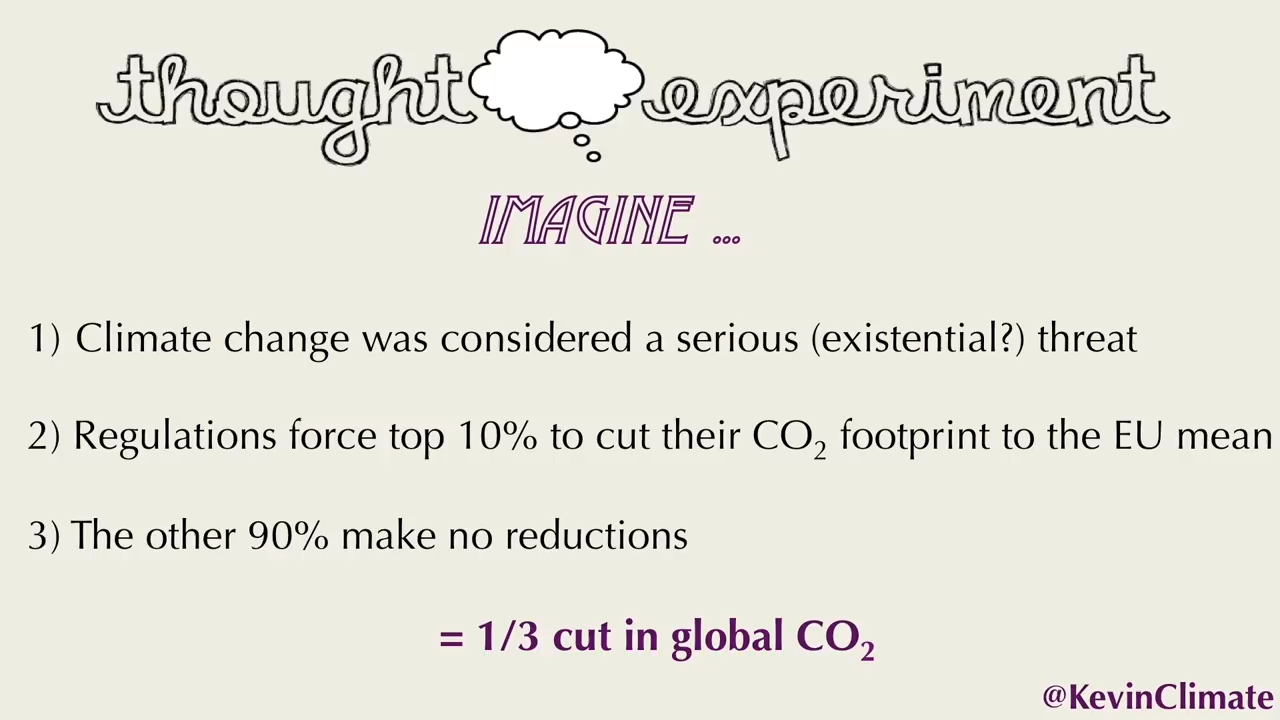 thought experiment
IMAGINE ...
1) Climate change was considered a serious (existential?) threat
2) Regulations force top 10% to cut their CO₂ footprint to the EU mean
3) The other 90% make no reductions
= 1/3 cut in global CO₂
@KevinClimate